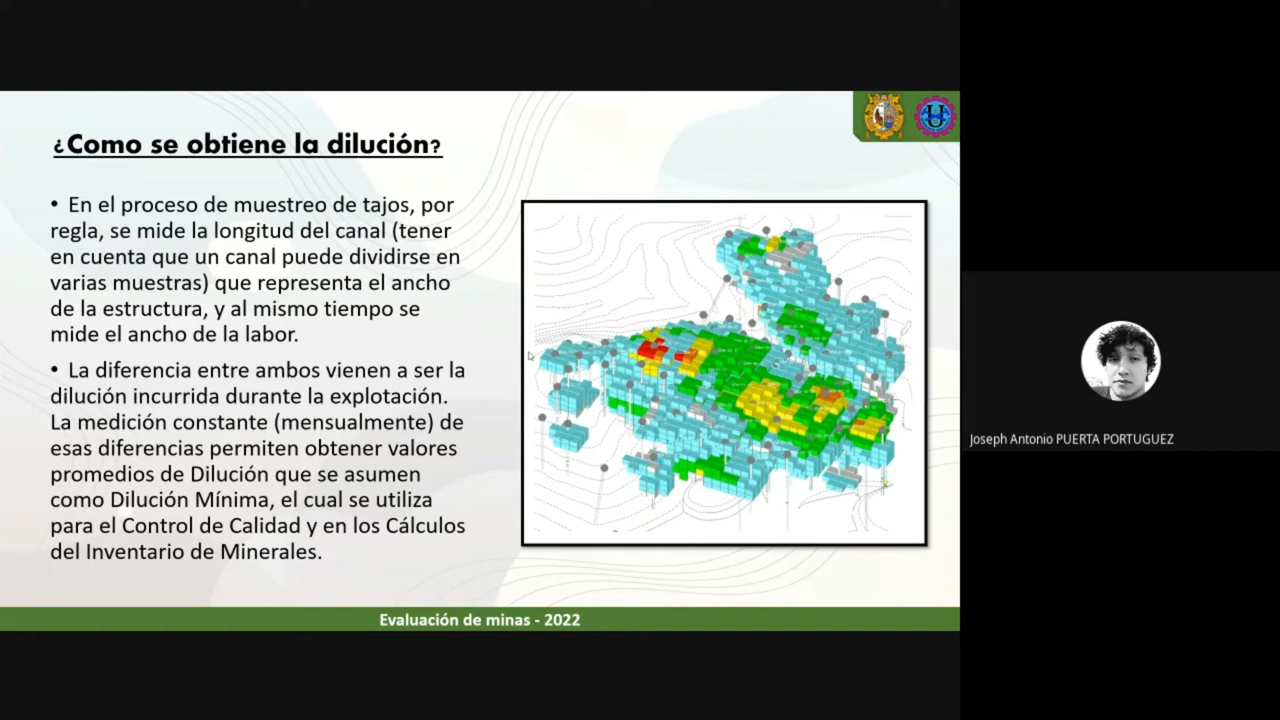 ¿Como se obtiene la dilución?
• En el proceso de muestreo de tajos, por
regla, se mide la longitud del canal (tener
en cuenta que un canal puede dividirse en
varias muestras) que representa el ancho
de la estructura, y al mismo tiempo se
mide el ancho de la labor.
• La diferencia entre ambos vienen a ser la
dilución incurrida durante la explotación.
La medición constante (mensualmente) de
esas diferencias permiten obtener valores
promedios de Dilución que se asumen
como Dilución Mínima, el cual se utiliza
para el Control de Calidad y en los Cálculos
del Inventario de Minerales.
Evaluación de minas - 2022
Joseph Antonio PUERTA PORTUGUEZ